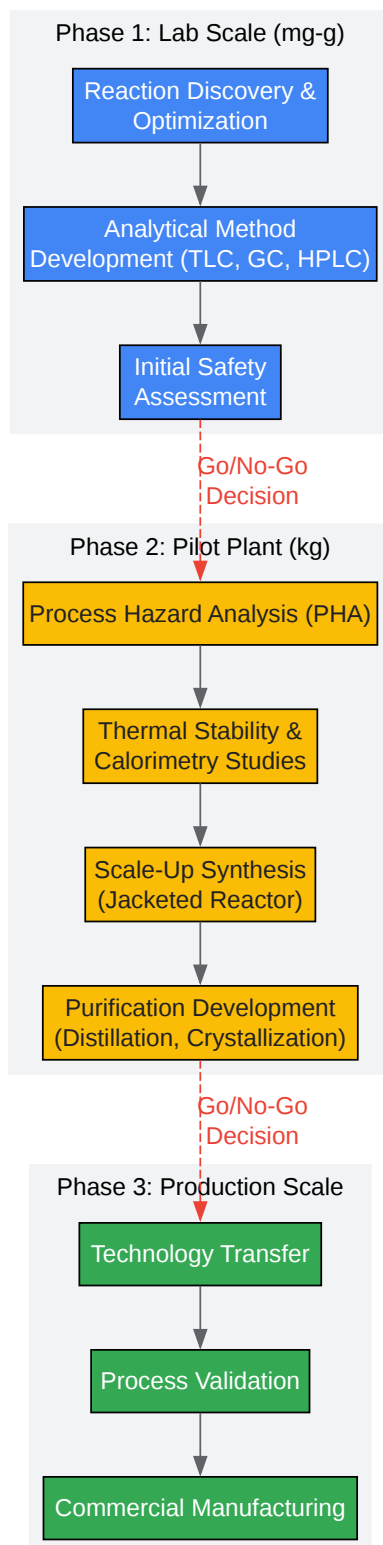 Phase 1: Lab Scale (mg-g)
Reaction Discovery &
Optimization
Analytical Method
Development (TLC, GC, HPLC)
Initial Safety
Assessment
Go/No-Go
Decision
Phase 2: Pilot Plant (kg)
Process Hazard Analysis (PHA)
Thermal Stability &
Calorimetry Studies
Scale-Up Synthesis
(Jacketed Reactor)
Purification Development
(Distillation, Crystallization)
Go/No-Go
Decision
Phase 3: Production Scale
Technology Transfer
Process Validation
Commercial Manufacturing